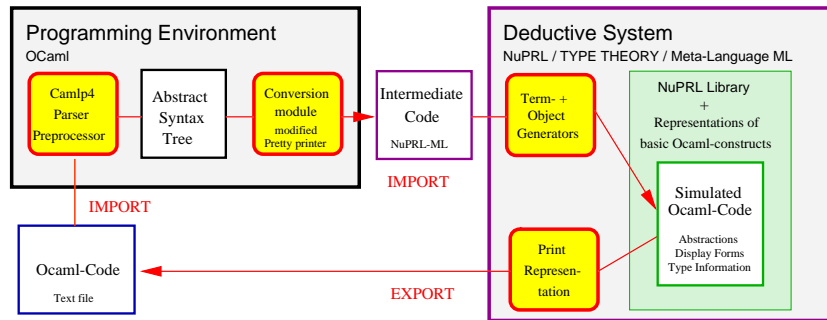 Programming Environment
OCaml
Camlp4
Parser
Preprocessor
Abstract
Syntax
Tree
Conversion
module
modified
Pretty printer
Intermediate
Code
NuPRL-ML
IMPORT
IMPORT
Ocaml-Code
Text file
EXPORT
Deductive System
NuPRL / TYPE THEORY / Meta-Language ML
Term- +
Object
Generators
NuPRL Library
+
Representations of
basic Ocaml-constructs
Simulated
Ocaml-Code
Abstractions
Display Forms
Type Information
Print
Represen-
tation